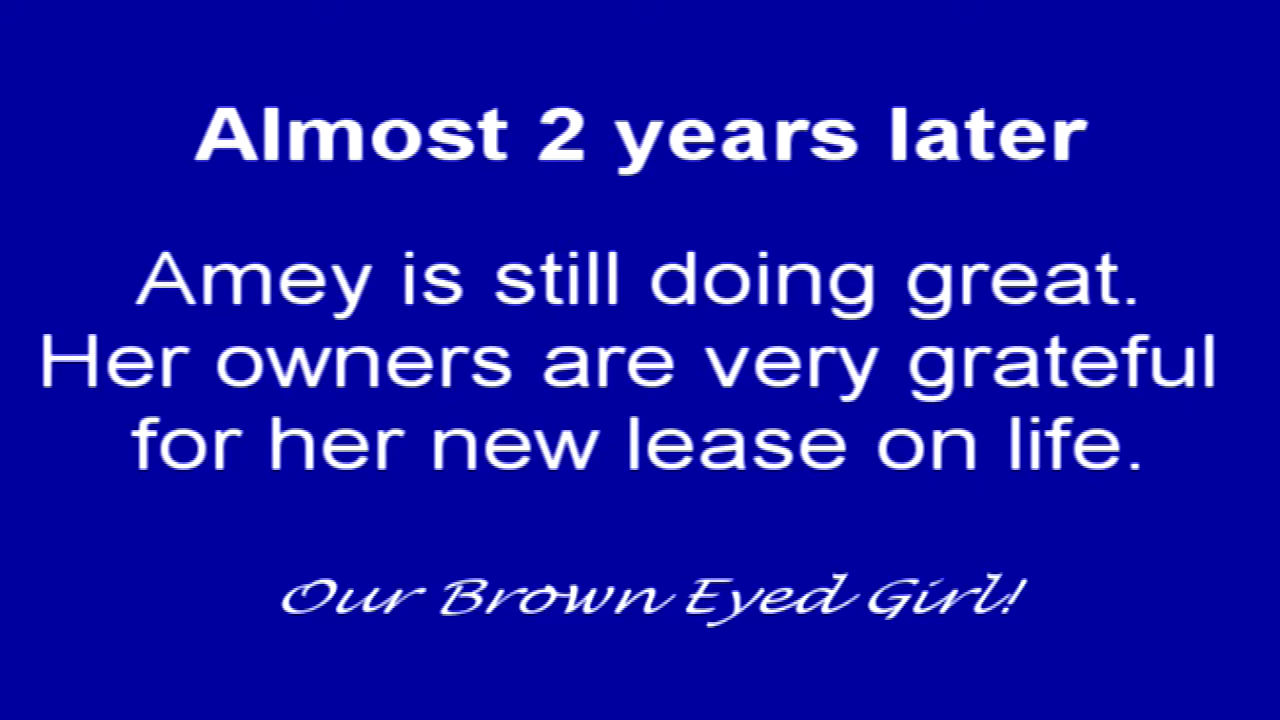 Almost 2 years later
Amey is still doing great.
Her owners are very grateful
for her new lease on life.
Our Brown Eyed Girl!